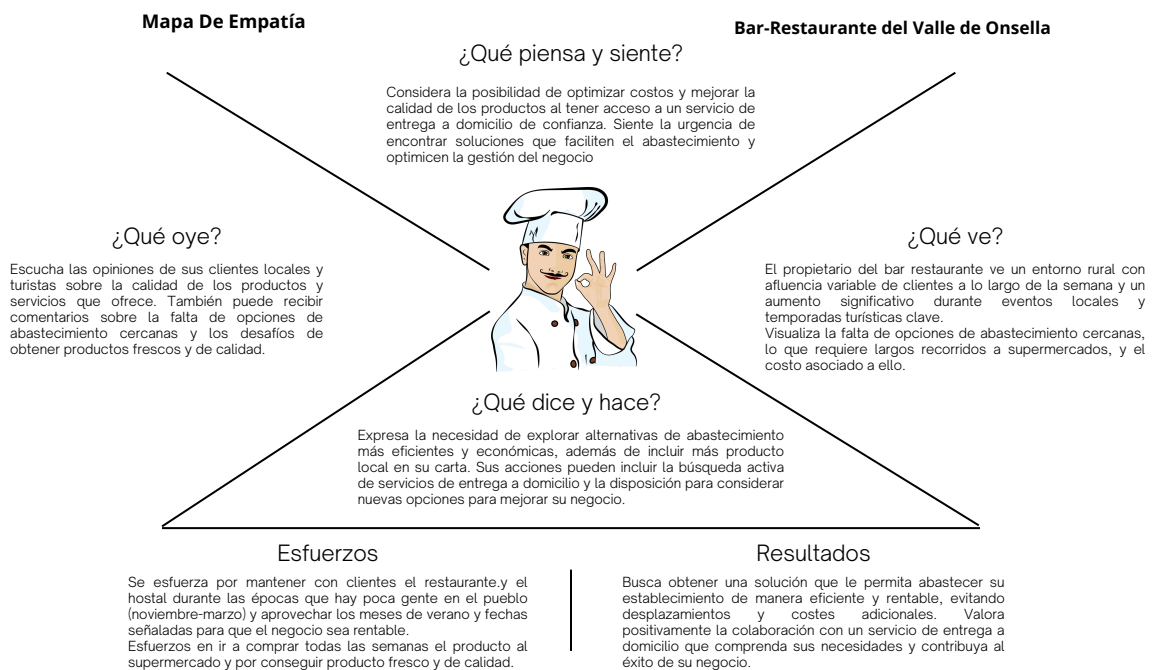 Mapa De Empatía
Bar-Restaurante del Valle de Onsella
¿Qué piensa y siente?
Considera la posibilidad de optimizar costos y mejorar la
calidad de los productos al tener acceso a un servicio de
entrega a domicilio de confianza. Siente la urgencia de
encontrar soluciones que faciliten el abastecimiento y
optimicen la gestión del negocio
¿Qué oye?
Escucha las opiniones de sus clientes locales y
turistas sobre la calidad de los productos y
servicios que ofrece. También puede recibir
comentarios sobre la falta de opciones de
abastecimiento cercanas y los desafíos de
obtener productos frescos y de calidad.
¿Qué ve?
El propietario del bar restaurante ve un entorno rural con
afluencia variable de clientes a lo largo de la semana y un
aumento significativo durante eventos locales y
temporadas turísticas clave.
Visualiza la falta de opciones de abastecimiento cercanas,
lo que requiere largos recorridos a supermercados, y el
costo asociado a ello.
¿Qué dice y hace?
Expresa la necesidad de explorar alternativas de abastecimiento
más eficientes y económicas, además de incluir más producto
local en su carta. Sus acciones pueden incluir la búsqueda activa
de servicios de entrega a domicilio y la disposición para considerar
nuevas opciones para mejorar su negocio.
Esfuerzos
Se esfuerza por mantener con clientes el restaurante.y el
hostal durante las épocas que hay poca gente en el pueblo
(noviembre-marzo) y aprovechar los meses de verano y fechas
señaladas para que el negocio sea rentable.
Esfuerzos en ir a comprar todas las semanas el producto al
supermercado y por conseguir producto fresco y de calidad.
Resultados
Busca obtener una solución que le permita abastecer su
establecimiento de manera eficiente y rentable, evitando
desplazamientos y costes adicionales. Valora
positivamente la colaboración con un servicio de entrega a
domicilio que comprenda sus necesidades y contribuya al
éxito de su negocio.